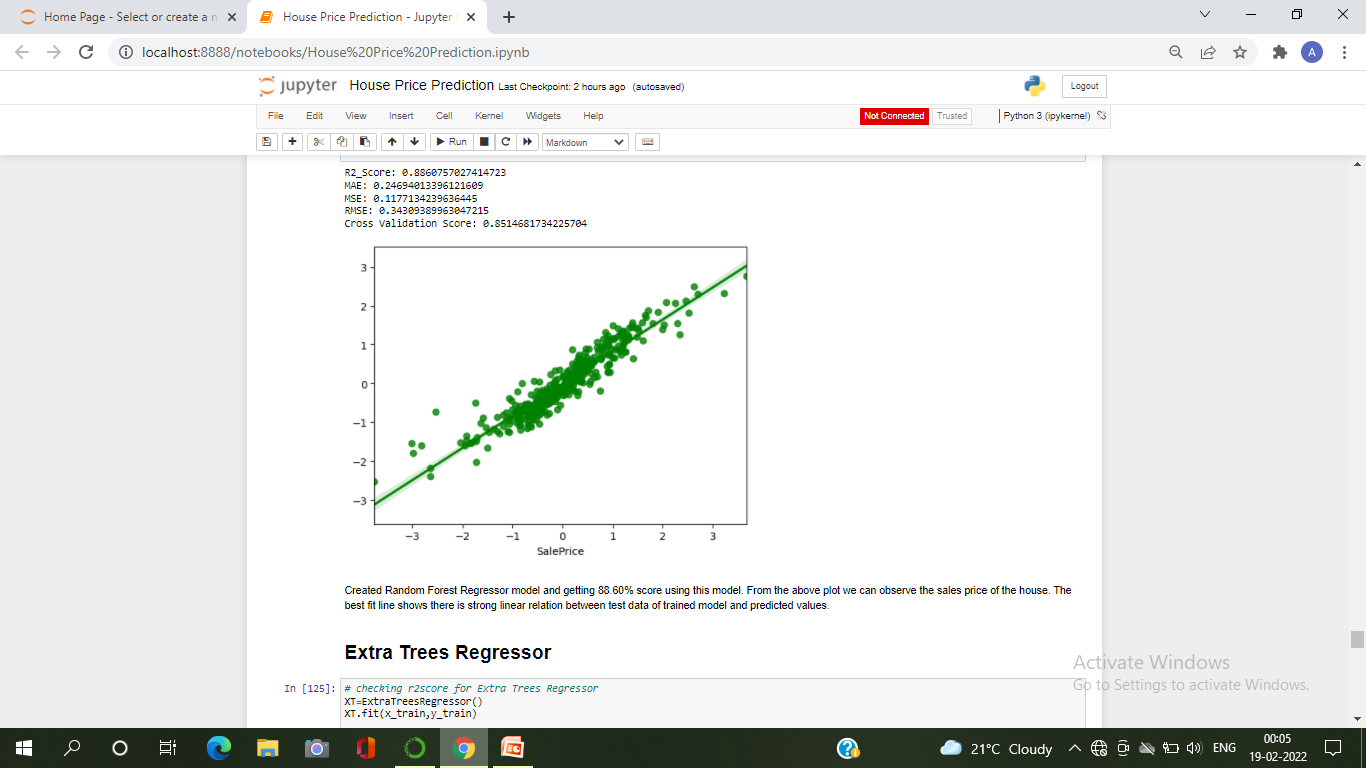 Home Page - Select or create a n
House Price Prediction - Jupyter
localhost:8888/notebooks/House%20Price%20Prediction.ipynb
A
jupyter House Price Prediction Last Checkpoint: 2 hours ago (autosaved)
Logout
File Edit View Insert Cell Kernel Widgets Help
Not Connected Trusted Python 3 (ipykernel)
Run Markdown
R2_Score: 0.8860757027414723
MAE: 0.24694013396121609
MSE: 0.1177134239636445
RMSE: 0.34309389963047215
Cross Validation Score: 0.8514681734225704
3
2
1
0
−1
−2
−3
−3 −2 −1 0 1 2 3
SalePrice
Created Random Forest Regressor model and getting 88.60% score using this model. From the above plot we can observe the sales price of the house. The
best fit line shows there is strong linear relation between test data of trained model and predicted values.
Extra Trees Regressor
In [125]: # checking r2score for Extra Trees Regressor
XT=ExtraTreesRegressor()
XT.fit(x_train,y_train)
Activate Windows
Go to Settings to activate Windows.
21°C Cloudy
ENG
00:05
19-02-2022